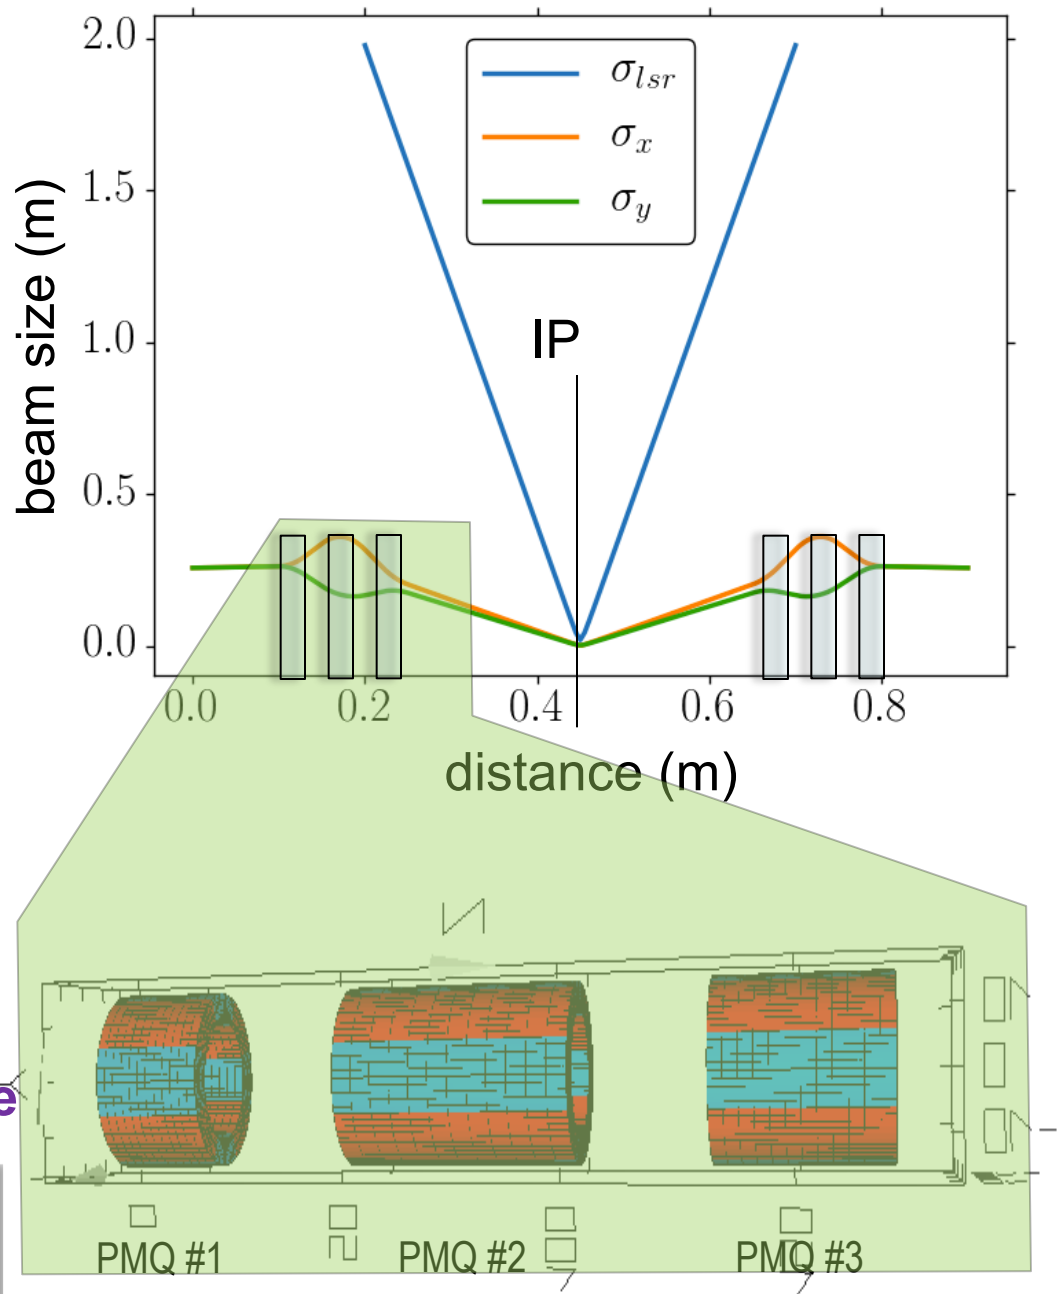 2.0
1.5
1.0
0.5
0.0
beam size (m)
σlsr
σx
σy
IP
0.0 0.2 0.4 0.6 0.8
distance (m)
e
PMQ #1 PMQ #2 PMQ #3